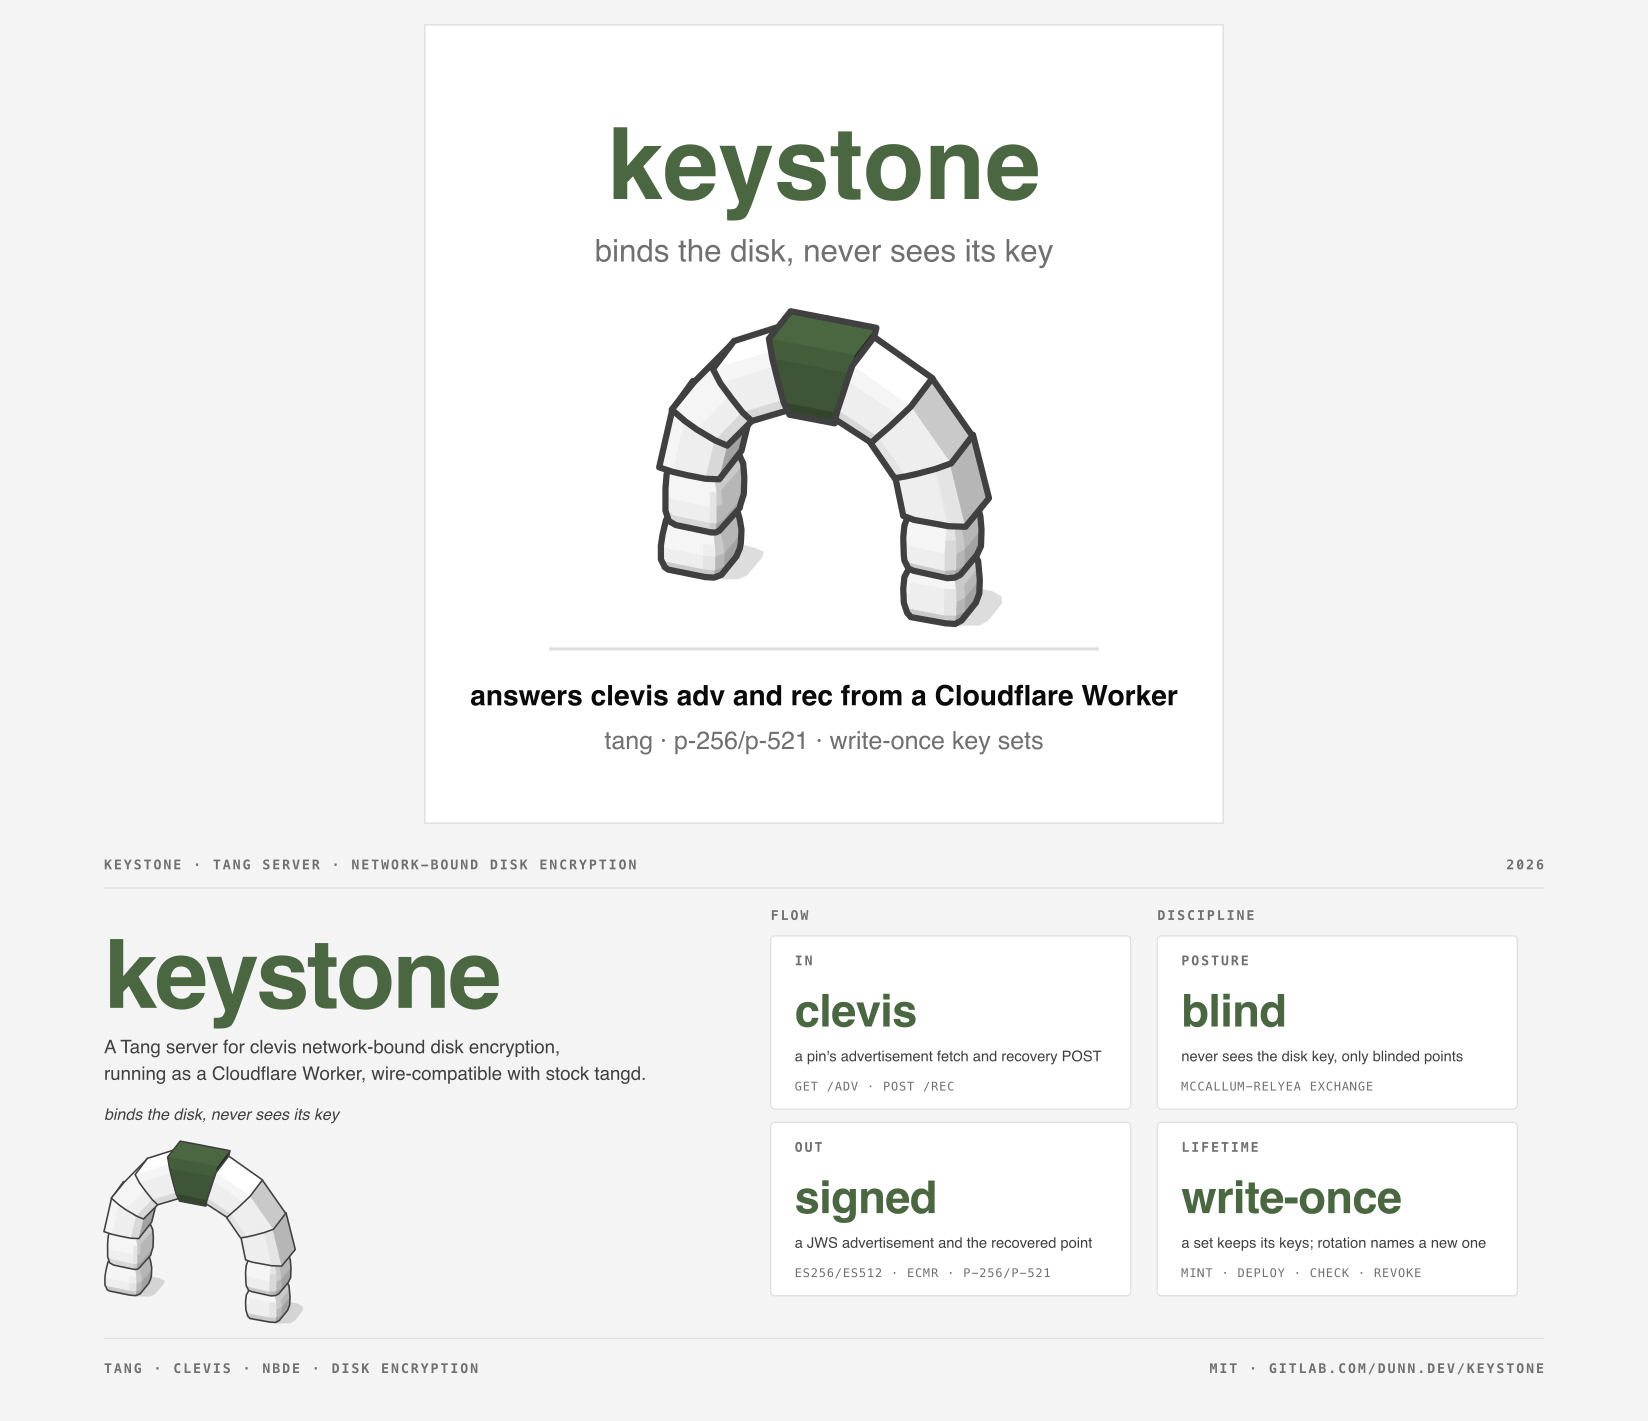 keystone
binds the disk, never sees its key
answers clevis adv and rec from a Cloudflare Worker
tang · p-256/p-521 · write-once key sets
KEYSTONE · TANG SERVER · NETWORK-BOUND DISK ENCRYPTION
2026
keystone
A Tang server for clevis network-bound disk encryption,
running as a Cloudflare Worker, wire-compatible with stock tangd.
binds the disk, never sees its key
FLOW
IN
clevis
a pin's advertisement fetch and recovery POST
GET /ADV · POST /REC
OUT
signed
a JWS advertisement and the recovered point
ES256/ES512 · ECMR · P-256/P-521
DISCIPLINE
POSTURE
blind
never sees the disk key, only blinded points
MCCALLUM-RELYEA EXCHANGE
LIFETIME
write-once
a set keeps its keys; rotation names a new one
MINT · DEPLOY · CHECK · REVOKE
TANG · CLEVIS · NBDE · DISK ENCRYPTION
MIT · GITLAB.COM/DUNN.DEV/KEYSTONE